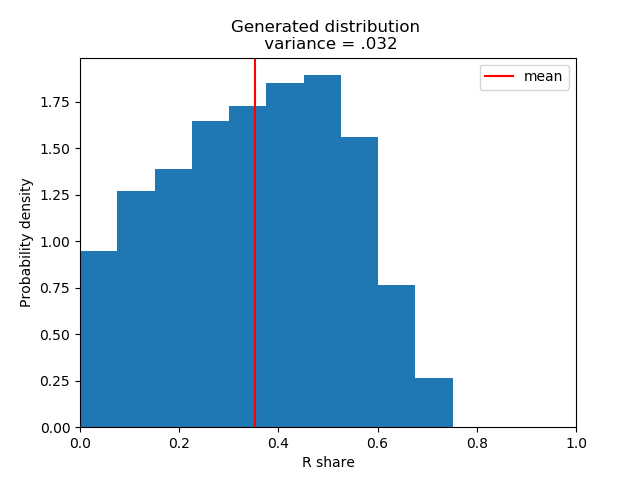 Generated distribution
variance = .032
mean
Probability density
1.75
1.50
1.25
1.00
0.75
0.50
0.25
0.00
0.0 0.2 0.4 0.6 0.8 1.0
R share